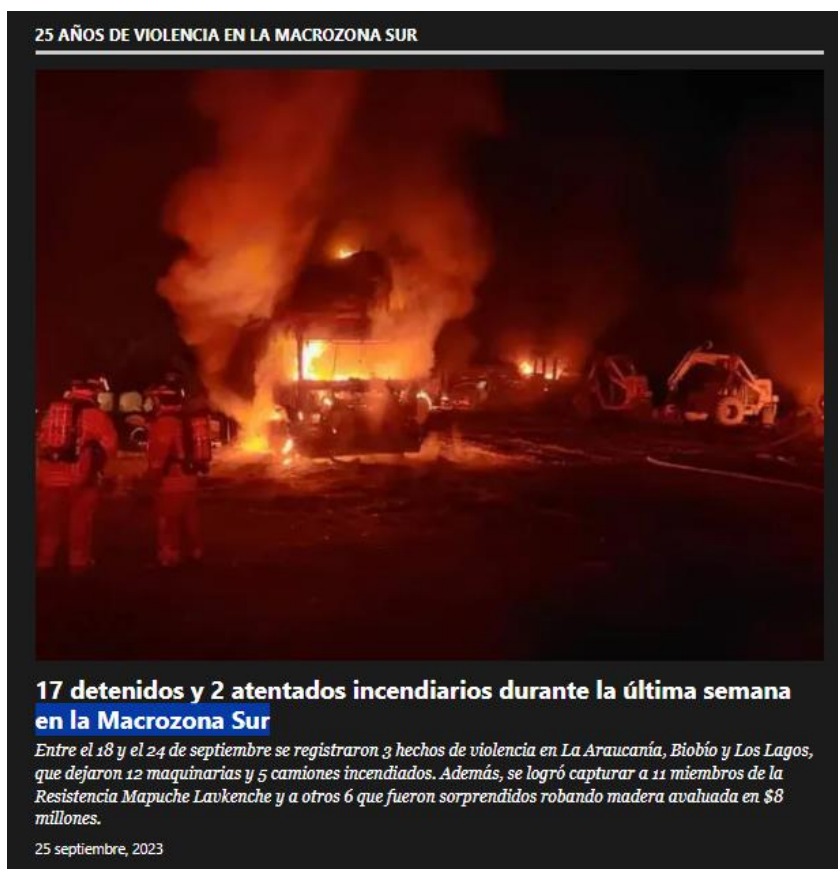 25 AÑOS DE VIOLENCIA EN LA MACROZONA SUR
17 detenidos y 2 atentados incendiarios durante la última semana
en la Macrozona Sur
Entre el 18 y el 24 de septiembre se registraron 3 hechos de violencia en La Araucanía, Biobío y Los Lagos,
que dejaron 12 maquinarias y 5 camiones incendiados. Además, se logró capturar a 11 miembros de la
Resistencia Mapuche Lavkenche y a otros 6 que fueron sorprendidos robando madera avaluada en $8
millones.
25 septiembre, 2023